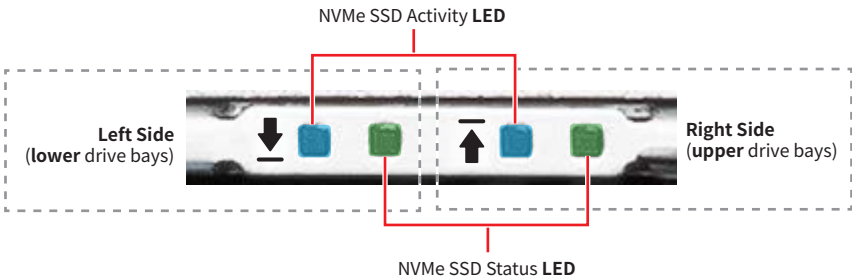 NVMe SSD Activity LED
Left Side
(lower drive bays)
Right Side
(upper drive bays)
NVMe SSD Status LED